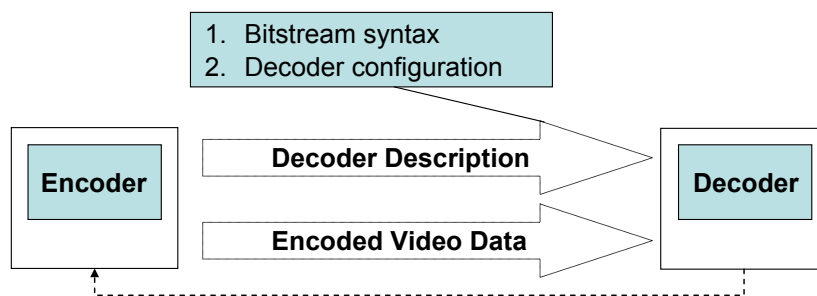 1. Bitstream syntax
2. Decoder configuration
Encoder
Decoder Description
Decoder
Encoded Video Data